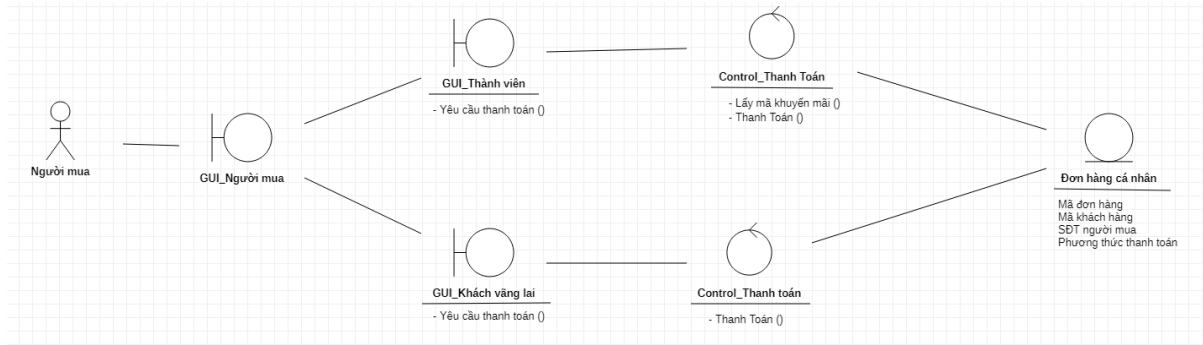 Người mua
GUI_Người mua
GUI_Thành viên
- Yêu cầu thanh toán ()
Control_Thanh Toán
- Lấy mã khuyến mãi ()
- Thanh Toán ()
GUI_Khách vãng lai
- Yêu cầu thanh toán ()
Control_Thanh toán
- Thanh Toán ()
Đơn hàng cá nhân
Mã đơn hàng
Mã khách hàng
SĐT người mua
Phương thức thanh toán